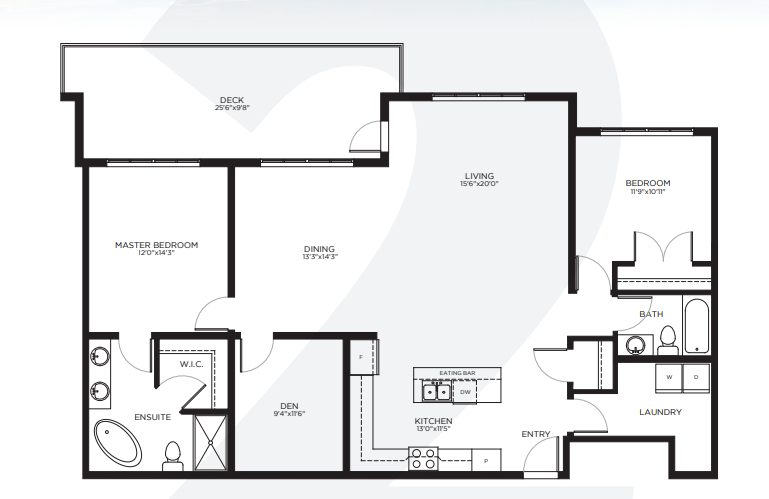 DECK
25'6"x9'8"
LIVING
15'6"x20'0"
BEDROOM
11'9"x10'11"
MASTER BEDROOM
12'0"x14'3"
DINING
13'3"x14'3"
BATH
W.I.C.
F
EATING BAR
DW
W
D
DEN
9'4"x11'6"
ENSUITE
KITCHEN
13'0"x11'5"
LAUNDRY
ENTRY
P